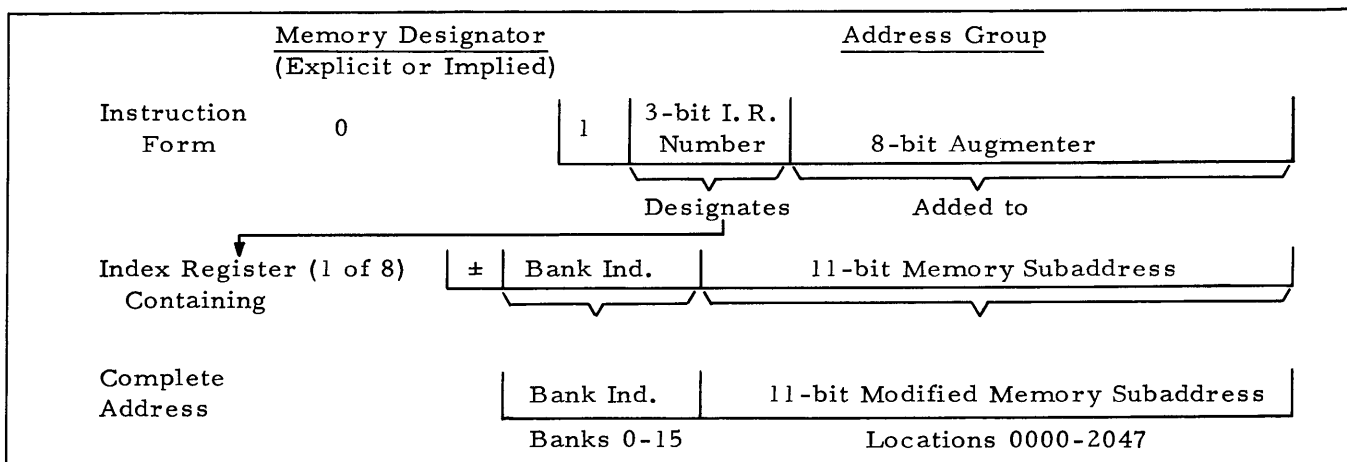 Memory Designator Address Group
(Explicit or Implied)
Instruction Form 0 1 3-bit I. R. Number 8-bit Augmenter
Designates Added to
Index Register (1 of 8) Containing ± Bank Ind. 11-bit Memory Subaddress
Complete Address Bank Ind. 11-bit Modified Memory Subaddress
Banks 0-15 Locations 0000-2047